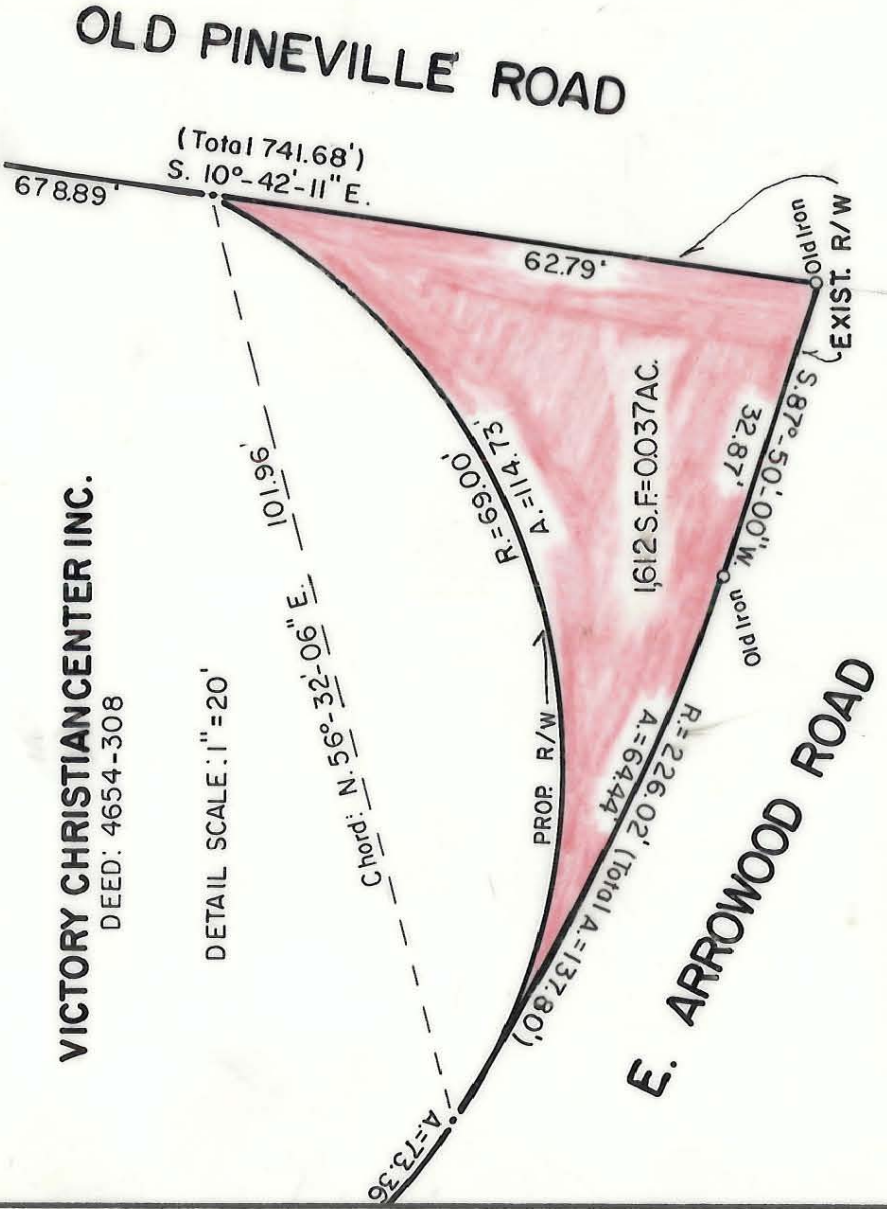 OLD PINEVILLE ROAD
(Total 741.68')
S. 10°-42'-11"E.
678.89'
62.79'
Old Iron
EXIST. R/W
S.87°-50'-00"W.
32.87'
Old Iron
1,612 S.F.=0.037AC.
R.=69.00'
A.=114.73'
PROP. R/W
R.=226.02' (Total A.=137.80')
A.=64.44'
E. ARROWOOD ROAD
101.96'
Chord: N. 56°-32'-06" E.
A.=73.36
VICTORY CHRISTIAN CENTER INC.
DEED: 4654-308
DETAIL SCALE: 1"=20'